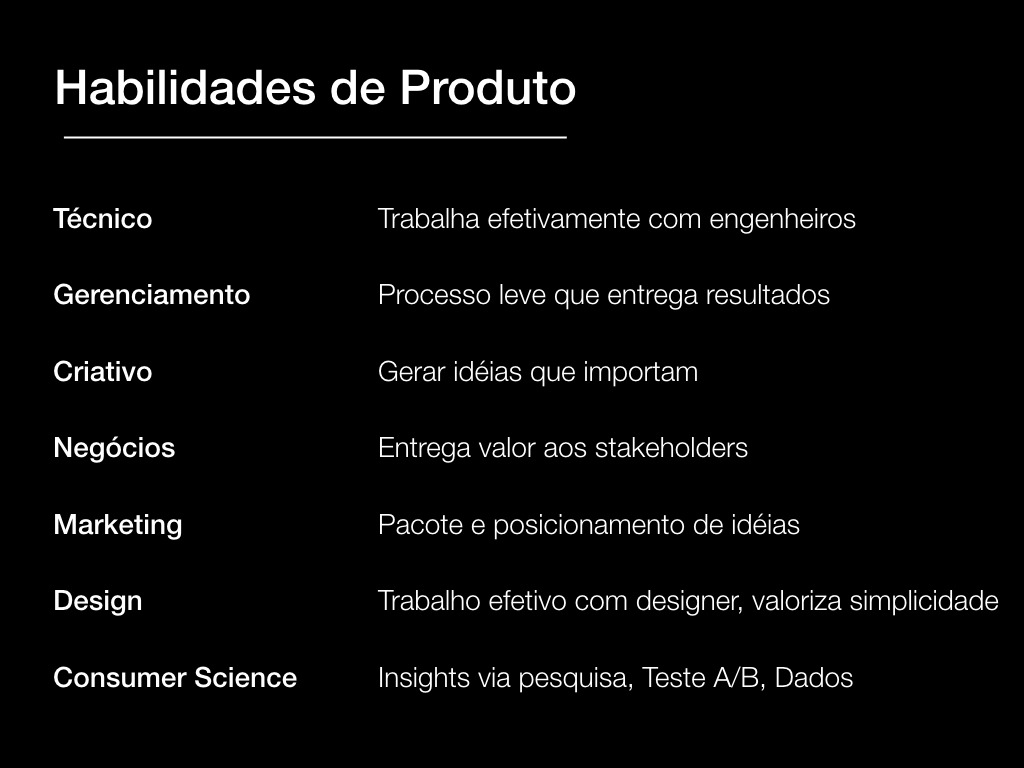 Habilidades de Produto
Técnico Trabalha efetivamente com engenheiros
Gerenciamento Processo leve que entrega resultados
Criativo Gerar idéias que importam
Negócios Entrega valor aos stakeholders
Marketing Pacote e posicionamento de idéias
Design Trabalho efetivo com designer, valoriza simplicidade
Consumer Science Insights via pesquisa, Teste A/B, Dados